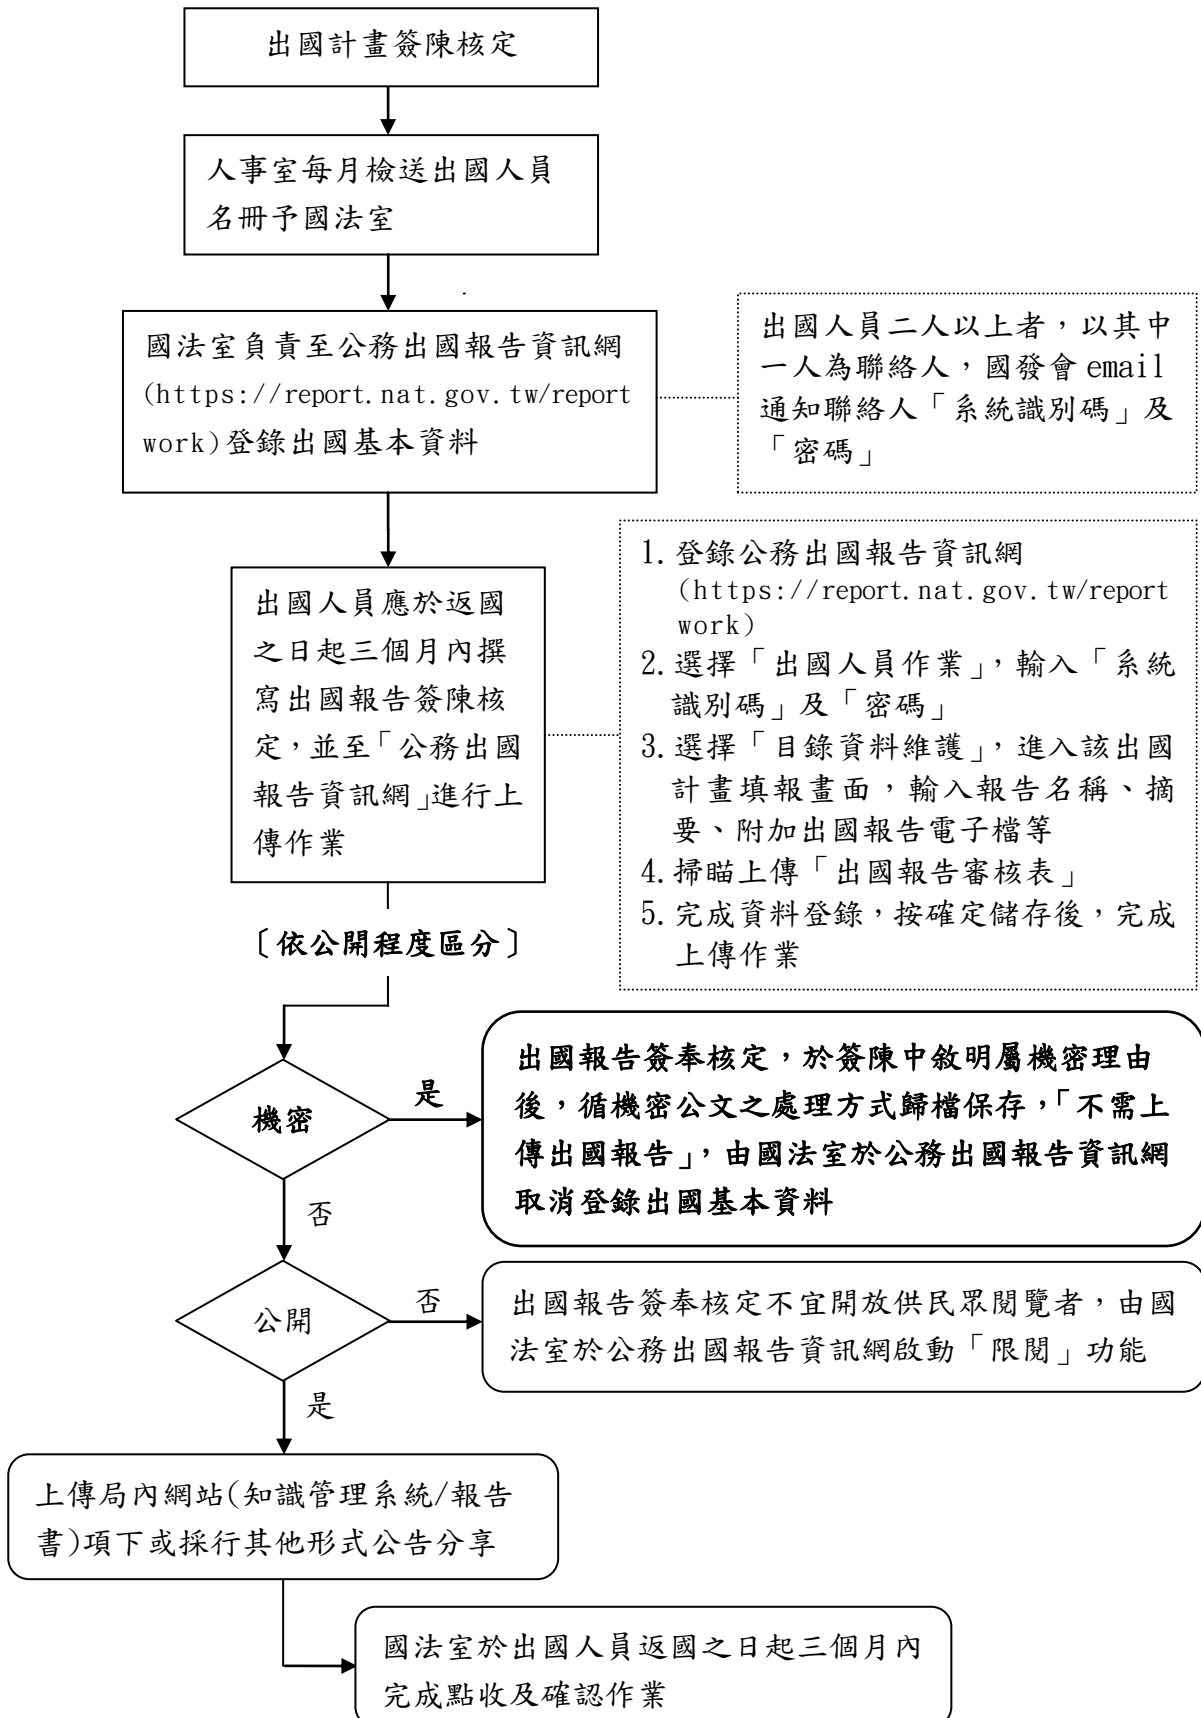 出國計畫簽陳核定
人事室每月檢送出國人員
名冊予國法室
國法室負責至公務出國報告資訊網
(https://report.nat.gov.tw/report
work)登錄出國基本資料
出國人員二人以上者，以其中
一人為聯絡人，國發會 email
通知聯絡人「系統識別碼」及
「密碼」
出國人員應於返國
之日起三個月內撰
寫出國報告簽陳核
定，並至「公務出國
報告資訊網」進行上
傳作業
1. 登錄公務出國報告資訊網
(https://report.nat.gov.tw/report
work)
2. 選擇「出國人員作業」，輸入「系統
識別碼」及「密碼」
3. 選擇「目錄資料維護」，進入該出國
計畫填報畫面，輸入報告名稱、摘
要、附加出國報告電子檔等
4. 掃瞄上傳「出國報告審核表」
5. 完成資料登錄，按確定儲存後，完成
上傳作業
〔依公開程度區分〕
機密
是
出國報告簽奉核定，於簽陳中敘明屬機密理由
後，循機密公文之處理方式歸檔保存，「不需上
傳出國報告」，由國法室於公務出國報告資訊網
取消登錄出國基本資料
否
公開
否
出國報告簽奉核定不宜開放供民眾閱覽者，由國
法室於公務出國報告資訊網啟動「限閱」功能
是
上傳局內網站(知識管理系統/報告
書)項下或採行其他形式公告分享
國法室於出國人員返國之日起三個月內
完成點收及確認作業